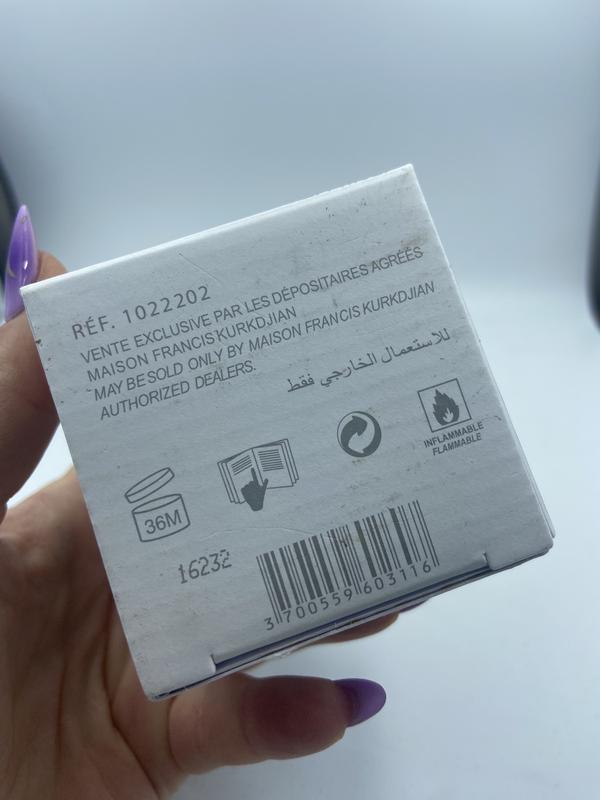 RÉF. 1022202
VENTE EXCLUSIVE PAR LES DÉPOSITAIRES AGRÉÉS
MAISON FRANCIS KURKDJIAN
MAY BE SOLD ONLY BY MAISON FRANCIS KURKDJIAN
AUTHORIZED DEALERS.
للاستعمال الخارجي فقط
36M
INFLAMMABLE
FLAMMABLE
16232
3 700559 603116